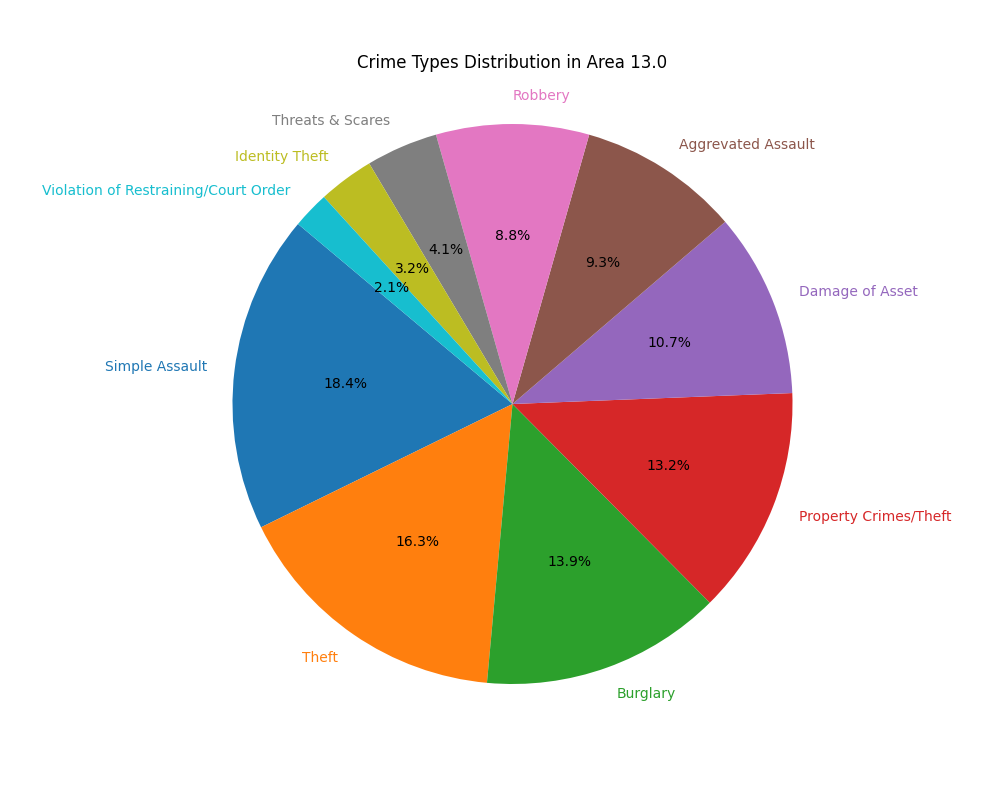 Crime Types Distribution in Area 13.0
Robbery
Threats & Scares
Aggrevated Assault
Identity Theft
Violation of Restraining/Court Order
8.8%
4.1%
9.3%
3.2%
2.1%
Damage of Asset
10.7%
Simple Assault
18.4%
13.2%
Property Crimes/Theft
16.3%
13.9%
Theft
Burglary